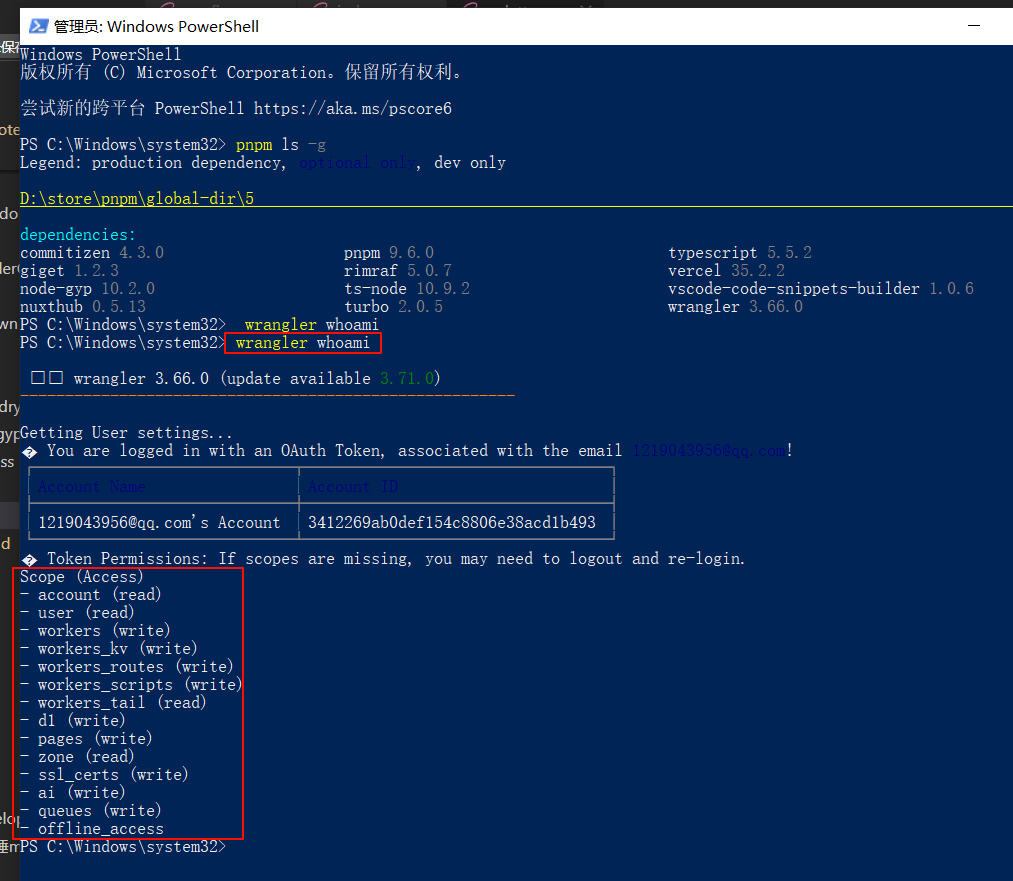 管理员: Windows PowerShell
Windows PowerShell
版权所有 (C) Microsoft Corporation。保留所有权利。
尝试新的跨平台 PowerShell https://aka.ms/pscore6
PS C:\Windows\system32> pnpm ls -g
Legend: production dependency, optional only, dev only
D:\store\pnpm\global-dir\5
dependencies:
commitizen 4.3.0 pnpm 9.6.0 typescript 5.5.2
giget 1.2.3 rimraf 5.0.7 vercel 35.2.2
node-gyp 10.2.0 ts-node 10.9.2 vscode-code-snippets-builder 1.0.6
nuxthub 0.5.13 turbo 2.0.5 wrangler 3.66.0
PS C:\Windows\system32>  wrangler whoami
PS C:\Windows\system32> wrangler whoami
wrangler 3.66.0 (update available 3.71.0)
-------------------------------------------------------
Getting User settings...
� You are logged in with an OAuth Token, associated with the email 1219043956@qq.com!
Account Name Account ID
1219043956@qq.com's Account 3412269ab0def154c8806e38acd1b493
� Token Permissions: If scopes are missing, you may need to logout and re-login.
Scope (Access)
- account (read)
- user (read)
- workers (write)
- workers_kv (write)
- workers_routes (write)
- workers_scripts (write)
- workers_tail (read)
- d1 (write)
- pages (write)
- zone (read)
- ssl_certs (write)
- ai (write)
- queues (write)
- offline_access
PS C:\Windows\system32>